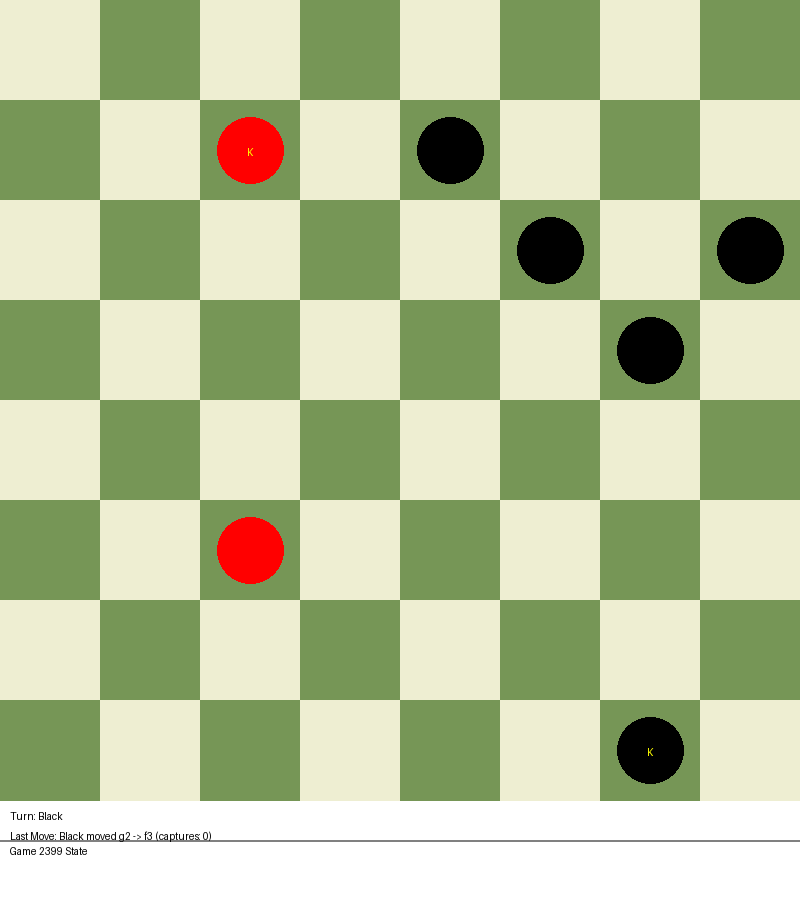 K
K
Turn: Black
Last Move: Black moved g2 -> f3 (captures: 0)
Game 2399 State